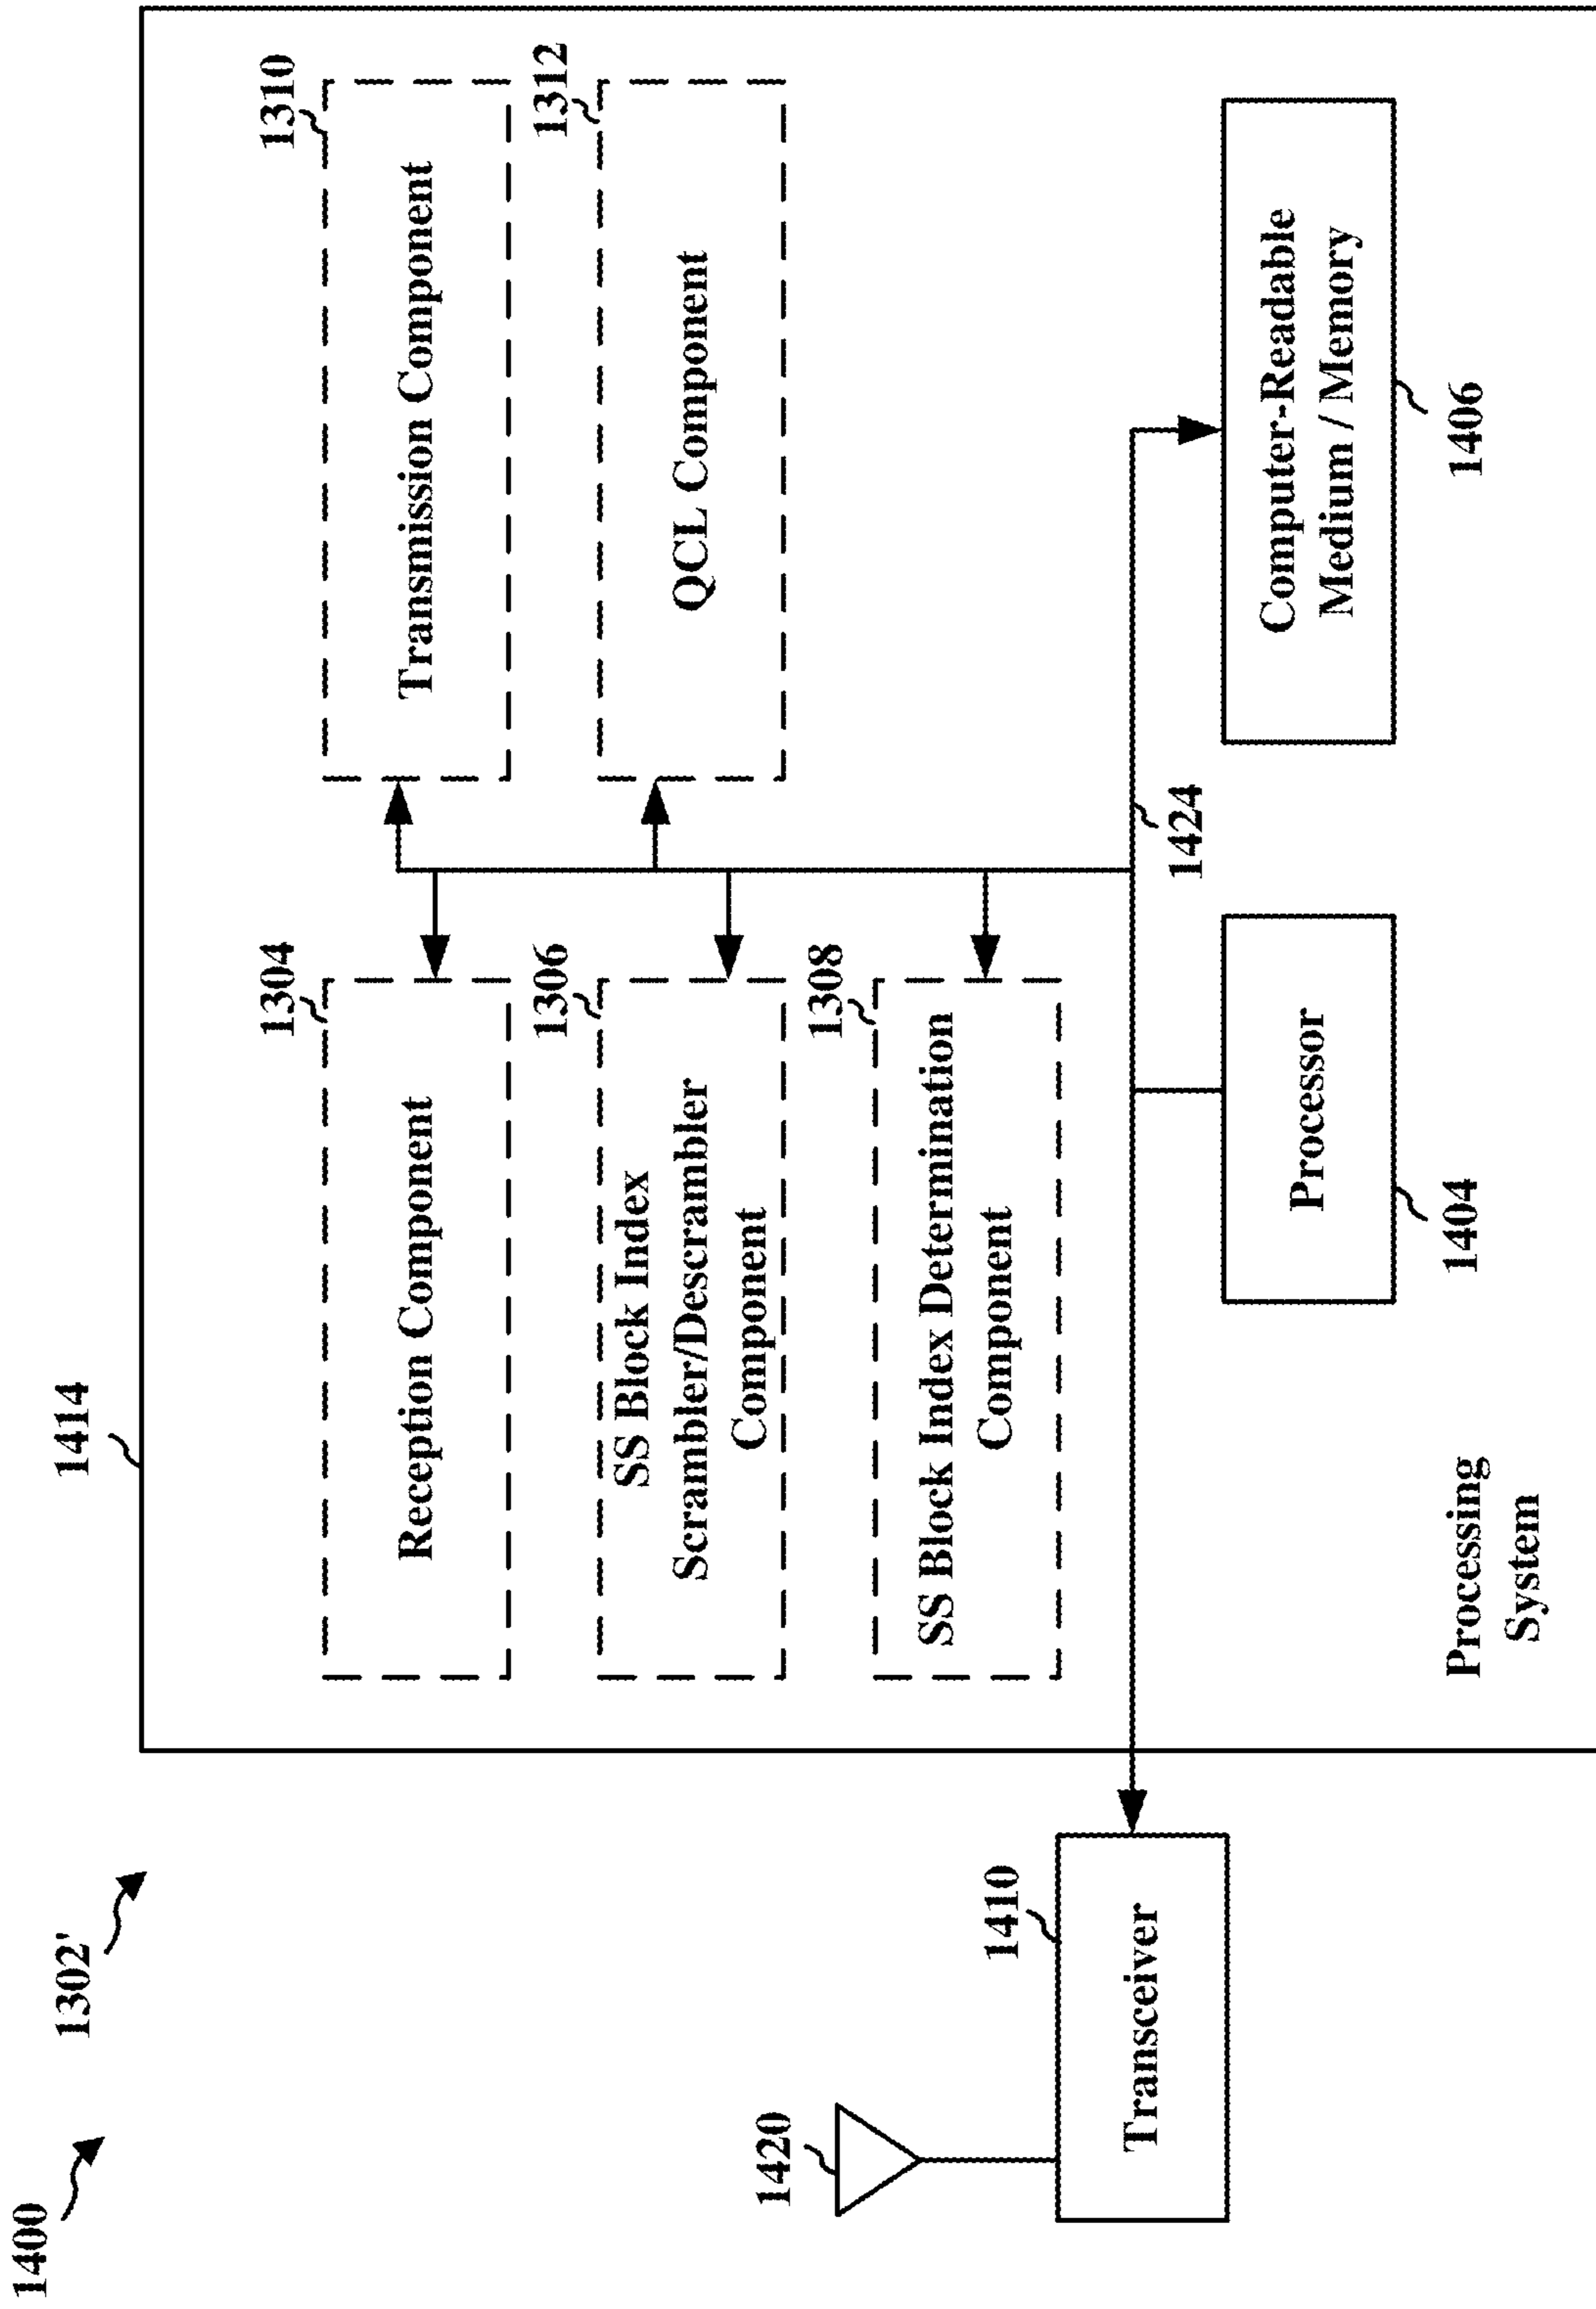 1400
1302'
1414
1304
Reception Component
1310
Transmission Component
1306
SS Block Index
Scrambler/Descrambler
Component
1312
QCL Component
1308
SS Block Index Determination
Component
1420
1410
Transceiver
1424
Processor
1404
Computer-Readable
Medium / Memory
1406
Processing
System